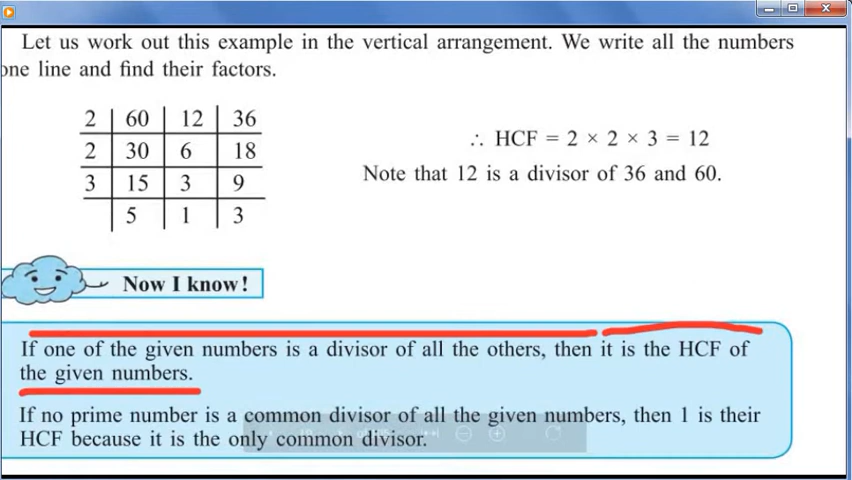 Let us work out this example in the vertical arrangement. We write all the numbers
one line and find their factors.
2 60 12 36
2 30 6 18
3 15 3 9
5 1 3
∴ HCF = 2 × 2 × 3 = 12
Note that 12 is a divisor of 36 and 60.
Now I know!
If one of the given numbers is a divisor of all the others, then it is the HCF of
the given numbers.
If no prime number is a common divisor of all the given numbers, then 1 is their
HCF because it is the only common divisor.